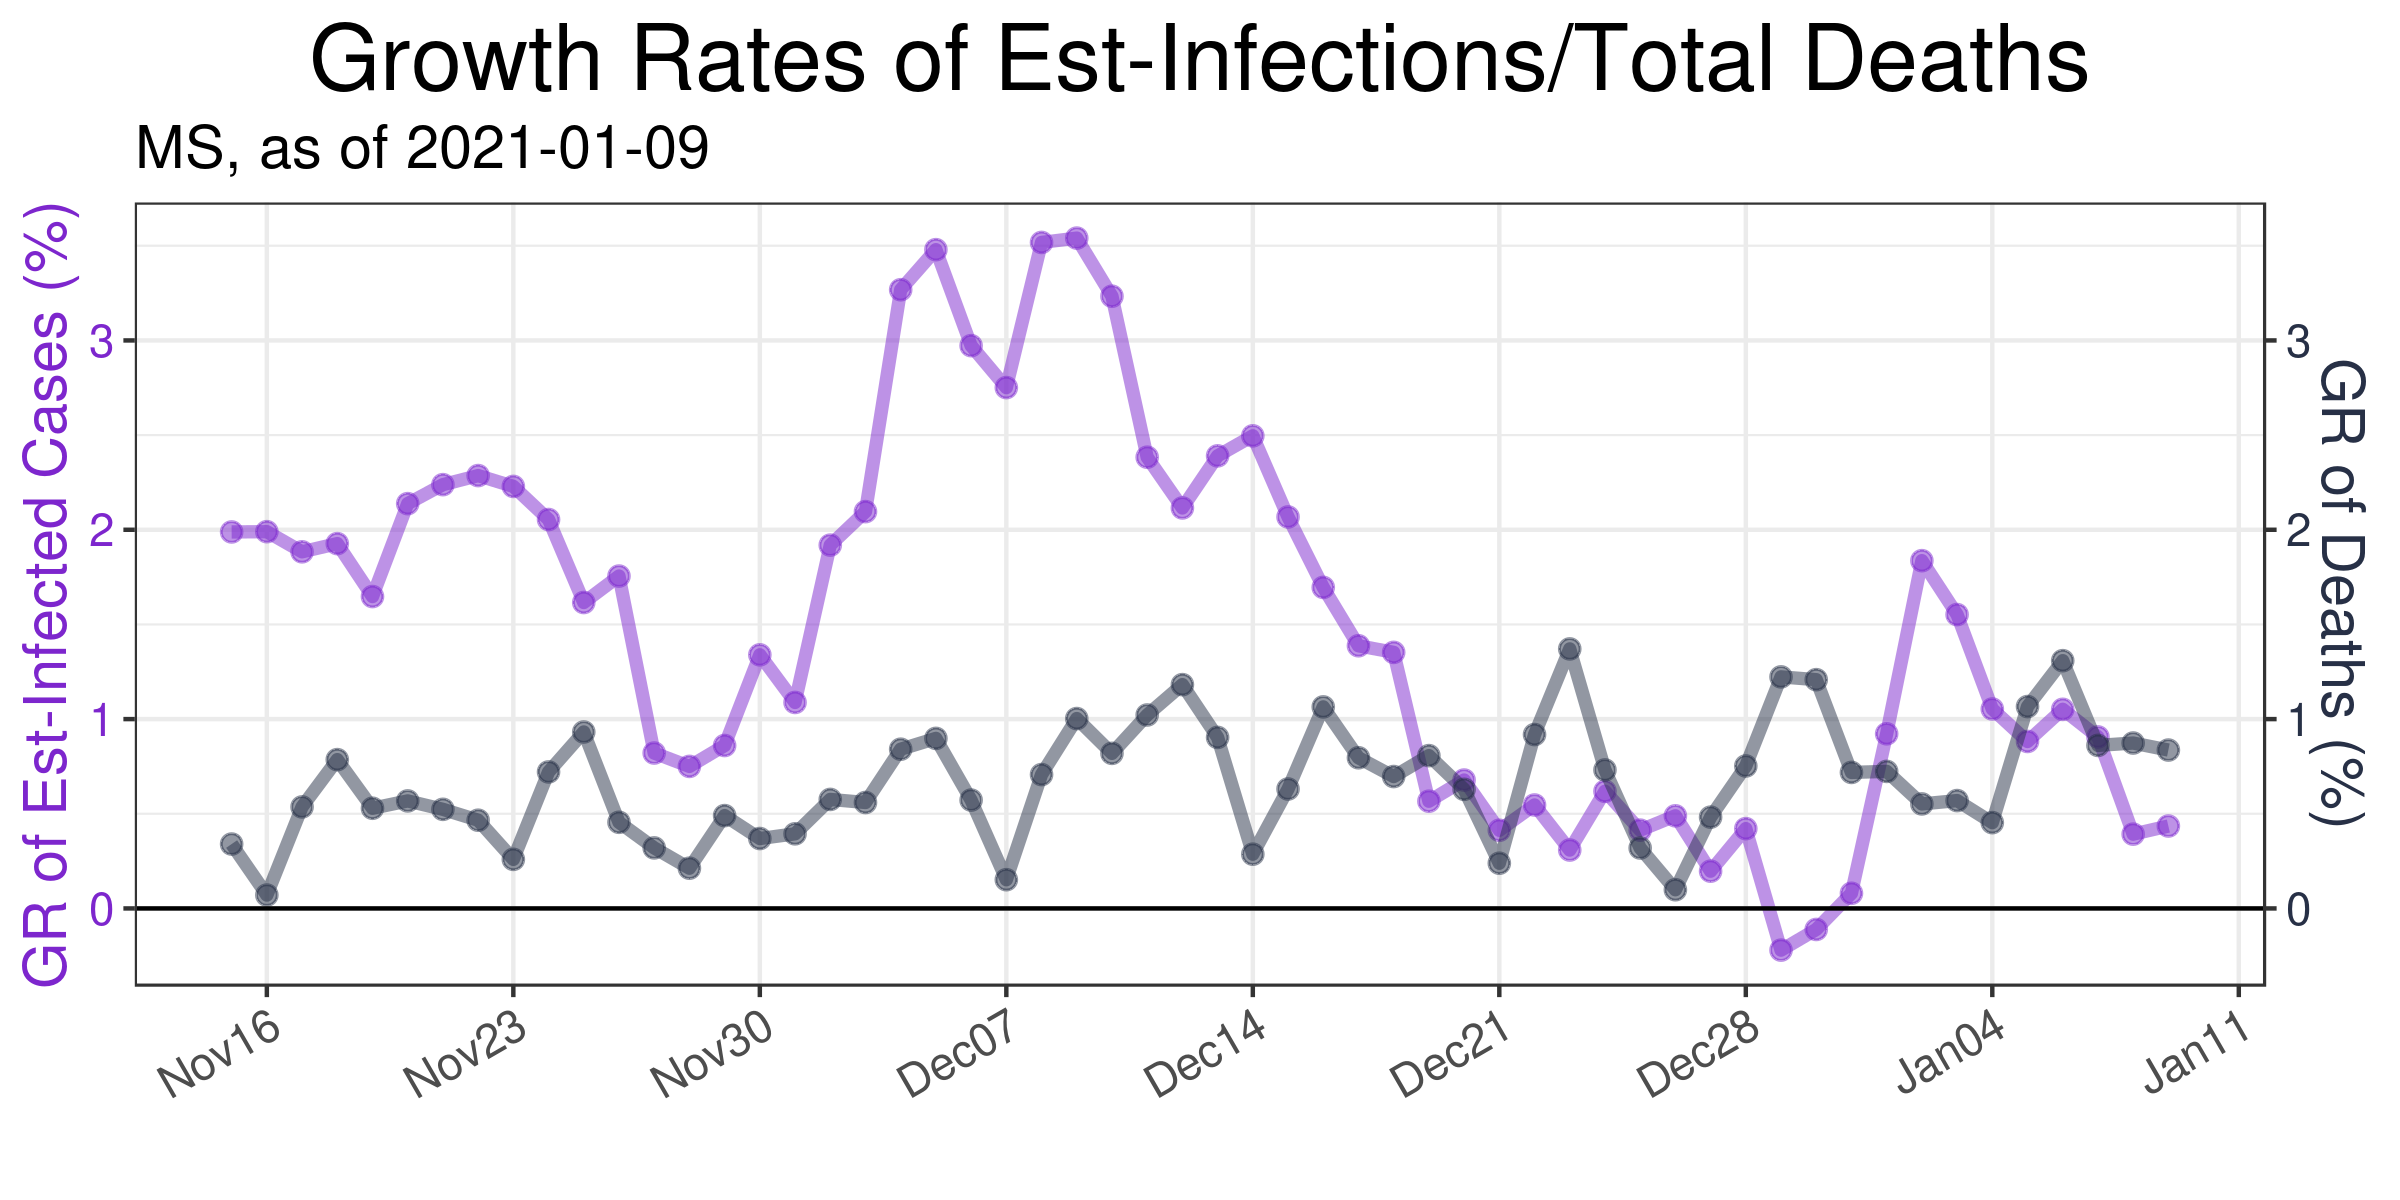 Growth Rates of Est-Infections/Total Deaths
MS, as of 2021-01-09
GR of Est-Infected Cases (%)
3
2
1
0
3
2
1
0
GR of Deaths (%)
Nov16
Nov23
Nov30
Dec07
Dec14
Dec21
Dec28
Jan04
Jan11